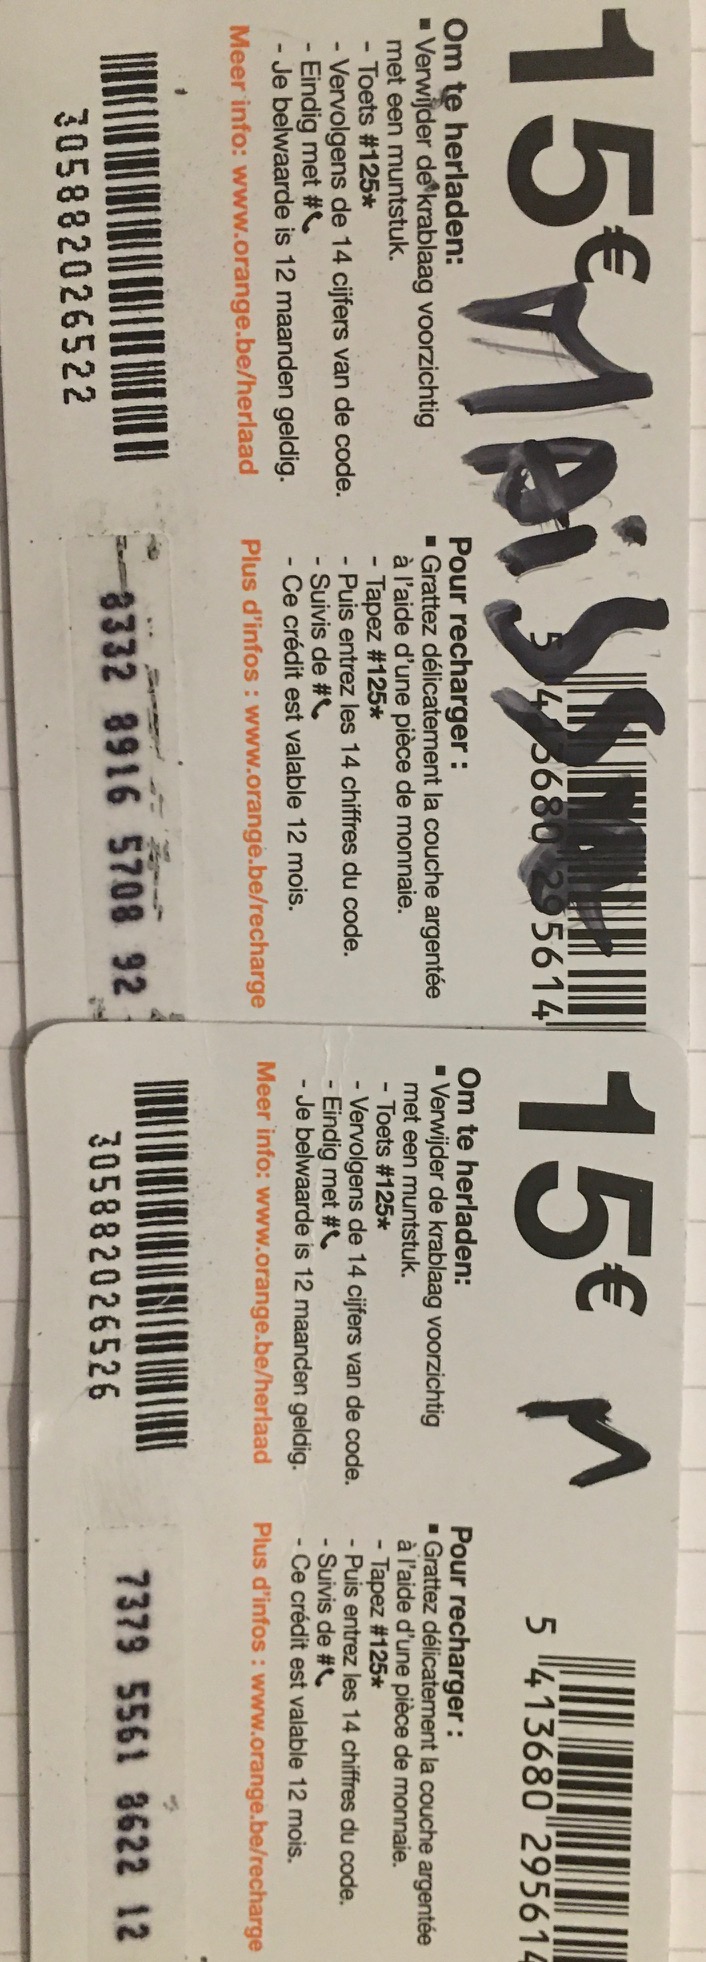 15€ MAISSNA
Om te herladen:
▪ Verwijder de krablaag voorzichtig
met een muntstuk.
- Toets #125*
- Vervolgens de 14 cijfers van de code.
- Eindig met #
- Je belwaarde is 12 maanden geldig.
Meer info: www.orange.be/herlaad
305882026522
5 413680 295614
Pour recharger :
▪ Grattez délicatement la couche argentée
à l'aide d'une pièce de monnaie.
- Tapez #125*
- Puis entrez les 14 chiffres du code.
- Suivis de #
- Ce crédit est valable 12 mois.
Plus d'infos : www.orange.be/recharge
8332 8916 5708 92
15€
Om te herladen:
▪ Verwijder de krablaag voorzichtig
met een muntstuk.
- Toets #125*
- Vervolgens de 14 cijfers van de code.
- Eindig met #
- Je belwaarde is 12 maanden geldig.
Meer info: www.orange.be/herlaad
305882026526
5 413680 295614
Pour recharger :
▪ Grattez délicatement la couche argentée
à l'aide d'une pièce de monnaie.
- Tapez #125*
- Puis entrez les 14 chiffres du code.
- Suivis de #
- Ce crédit est valable 12 mois.
Plus d'infos : www.orange.be/recharge
7379 5561 8622 12